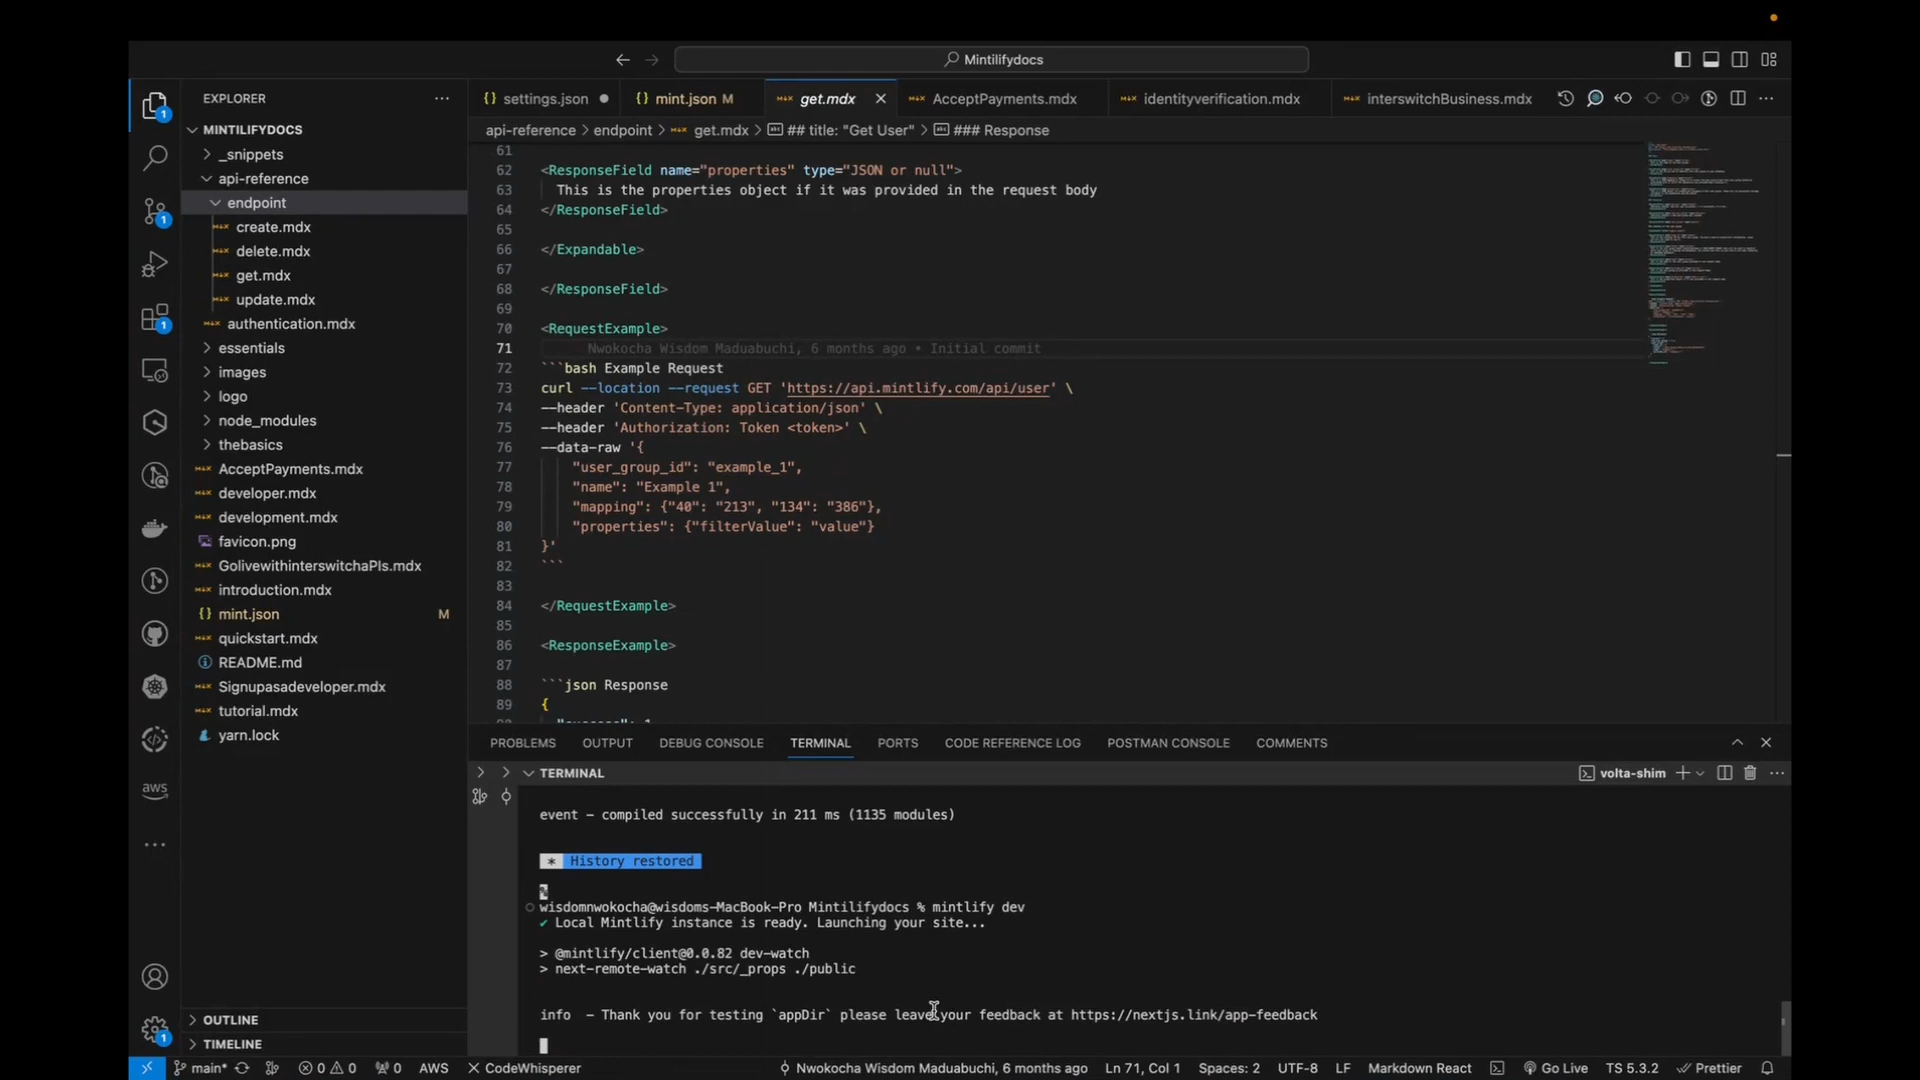 Mintilifydocs
EXPLORER
settings.json
mint.json M
get.mdx
AcceptPayments.mdx
identityverification.mdx
interswitchBusiness.mdx
api-reference > endpoint > get.mdx > ## title: "Get User" > ### Response
MINTILIFYDOCS
_snippets
api-reference
endpoint
create.mdx
delete.mdx
get.mdx
update.mdx
authentication.mdx
essentials
images
logo
node_modules
thebasics
AcceptPayments.mdx
developer.mdx
development.mdx
favicon.png
GolivewithinterswitchaPIs.mdx
introduction.mdx
mint.json M
quickstart.mdx
README.md
Signupasadeveloper.mdx
tutorial.mdx
yarn.lock
aws
OUTLINE
TIMELINE
61
62 <ResponseField name="properties" type="JSON or null">
63 This is the properties object if it was provided in the request body
64 </ResponseField>
65
66 </Expandable>
67
68 </ResponseField>
69
70 <RequestExample>
71 Nwokocha Wisdom Maduabuchi, 6 months ago • Initial commit
72 ```bash Example Request
73 curl --location --request GET 'https://api.mintlify.com/api/user' \
74 --header 'Content-Type: application/json' \
75 --header 'Authorization: Token <token>' \
76 --data-raw '{
77 "user_group_id": "example_1",
78 "name": "Example 1",
79 "mapping": {"40": "213", "134": "386"},
80 "properties": {"filterValue": "value"}
81 }'
82 ```
83
84 </RequestExample>
85
86 <ResponseExample>
87
88 ```json Response
89 {
PROBLEMS OUTPUT DEBUG CONSOLE TERMINAL PORTS CODE REFERENCE LOG POSTMAN CONSOLE COMMENTS
TERMINAL
volta-shim
event - compiled successfully in 211 ms (1135 modules)
* History restored
%
wisdomnwokocha@wisdoms-MacBook-Pro Mintilifydocs % mintlify dev
✔ Local Mintlify instance is ready. Launching your site...
> @mintlify/client@0.0.82 dev-watch
> next-remote-watch ./src/_props ./public
info - Thank you for testing `appDir` please leave your feedback at https://nextjs.link/app-feedback
main* 0 0 0 AWS CodeWhisperer Nwokocha Wisdom Maduabuchi, 6 months ago Ln 71, Col 1 Spaces: 2 UTF-8 LF Markdown React Go Live TS 5.3.2 Prettier